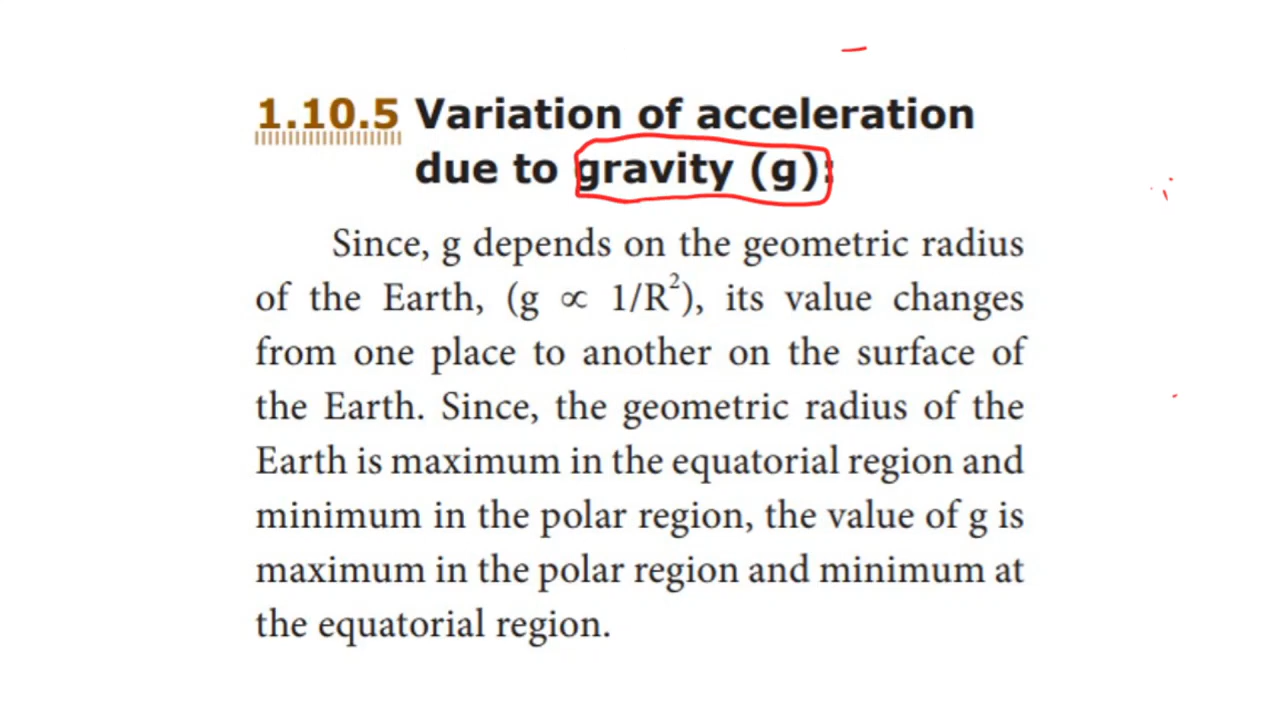 1.10.5 Variation of acceleration
due to gravity (g):
Since, g depends on the geometric radius
of the Earth, (g ∝ 1/R²), its value changes
from one place to another on the surface of
the Earth. Since, the geometric radius of the
Earth is maximum in the equatorial region and
minimum in the polar region, the value of g is
maximum in the polar region and minimum at
the equatorial region.